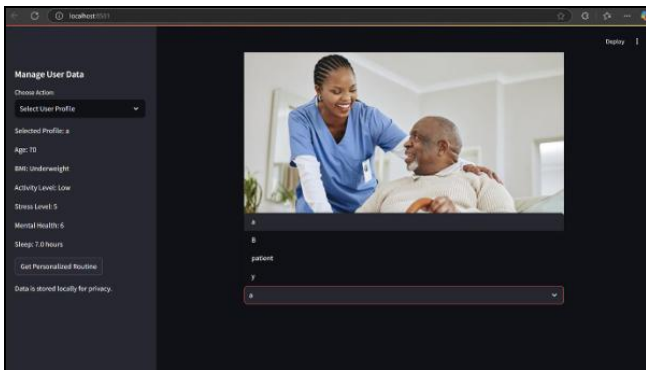 localhost:8501
Deploy
Manage User Data
Choose Action:
Select User Profile
Selected Profile: a
Age: 70
BMI: Underweight
Activity Level: Low
Stress Level: 5
Mental Health: 6
Sleep: 7.0 hours
Get Personalized Routine
Data is stored locally for privacy.
a
B
patient
y
a